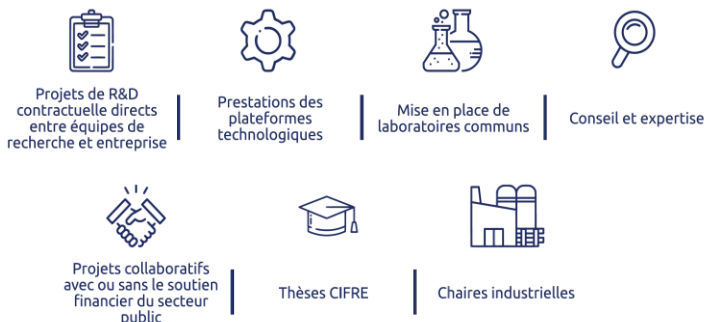 Projets de R&D
contractuelle directs
entre équipes de
recherche et entreprise
Prestations des
plateformes
technologiques
Mise en place de
laboratoires communs
Conseil et expertise
Projets collaboratifs
avec ou sans le soutien
financier du secteur
public
Thèses CIFRE
Chaires industrielles